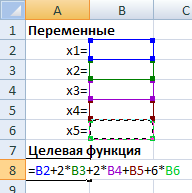 A B C
1 Переменные
2 x1=
3 x2=
4 x3=
5 x4=
6 x5=
7 Целевая функция
8 =B2+2*B3+2*B4+B5+6*B6